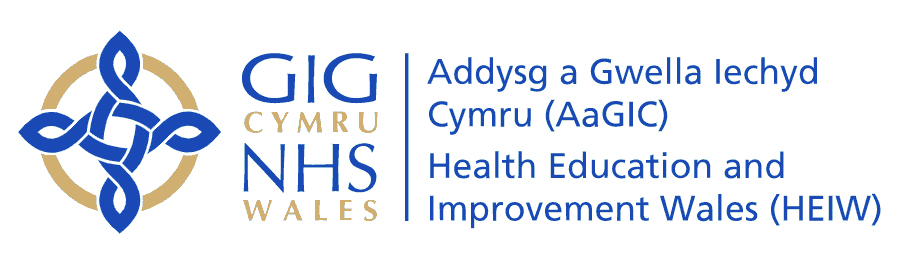 GIG
CYMRU
NHS
WALES
Addysg a Gwella Iechyd
Cymru (AaGIC)
Health Education and
Improvement Wales (HEIW)